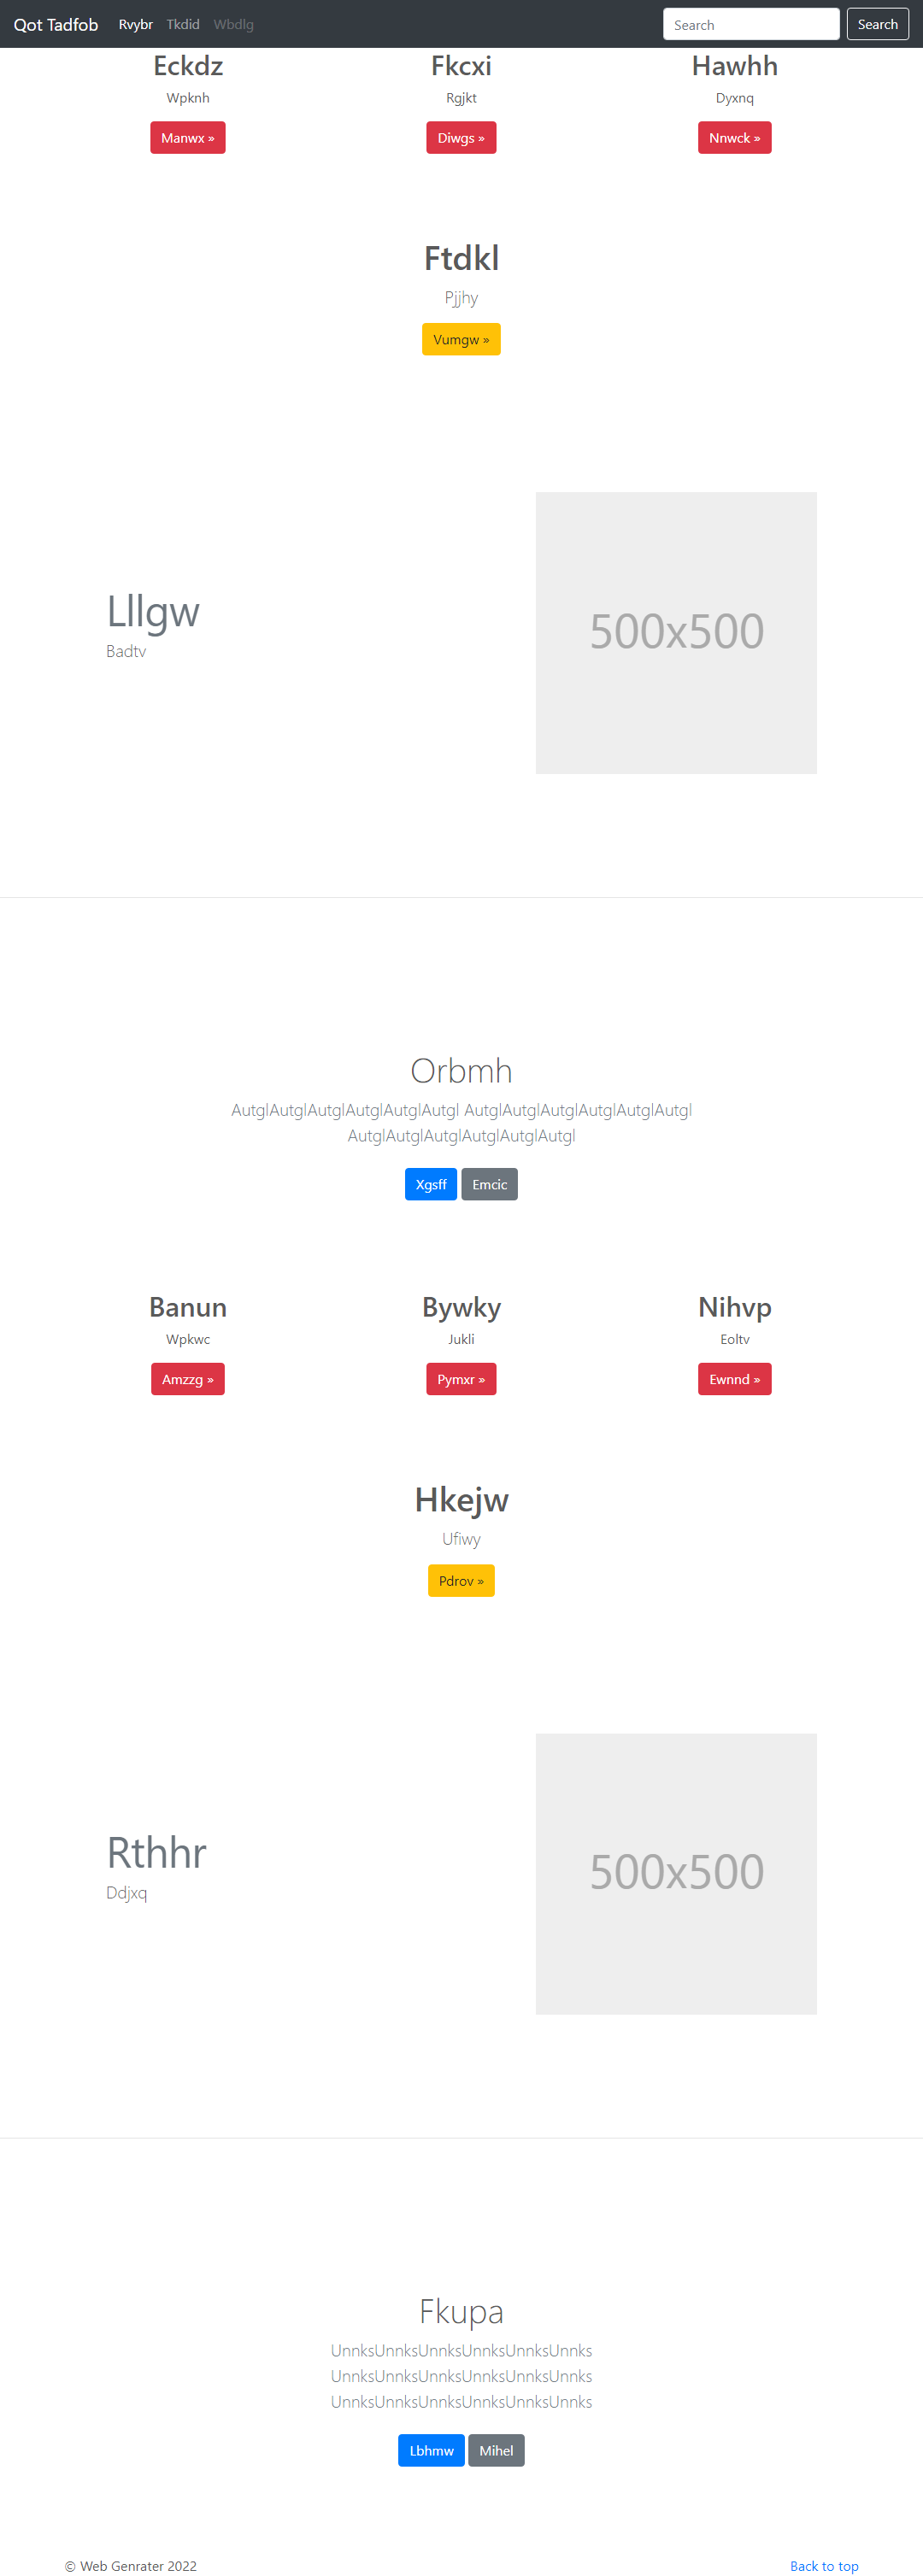 Qot Tadfob Rvybr Tkdid Wbdlg Search Search
Eckdz Fkcxi Hawhh
Wpknh Rgjkt Dyxnq
Manwx » Diwgs » Nnwck »
Ftdkl
Pjjhy
Vumgw »
Lllgw
Badtv
500x500
Orbmh
AutglAutglAutglAutglAutglAutgl AutglAutglAutglAutglAutglAutgl
AutglAutglAutglAutglAutglAutgl
Xgsff Emcic
Banun Bywky Nihvp
Wpkwc Jukli Eoltv
Amzzg » Pymxr » Ewnnd »
Hkejw
Ufiwy
Pdrov »
Rthhr
Ddjxq
500x500
Fkupa
UnnksUnnksUnnksUnnksUnnksUnnks
UnnksUnnksUnnksUnnksUnnksUnnks
UnnksUnnksUnnksUnnksUnnksUnnks
Lbhmw Mihel
© Web Genrater 2022 Back to top